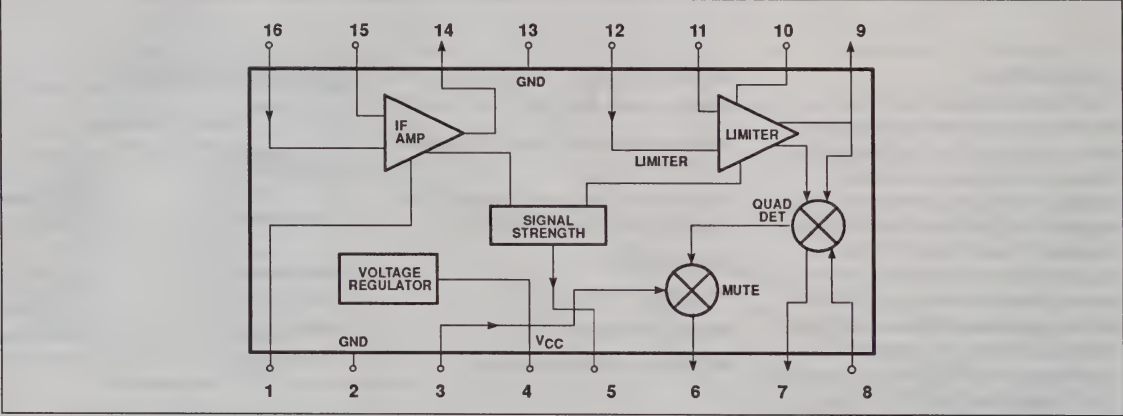 16 15 14 13 12 11 10 9
GND
IF
AMP
LIMITER
LIMITER
QUAD
DET
SIGNAL
STRENGTH
VOLTAGE
REGULATOR
MUTE
GND
VCC
1 2 3 4 5 6 7 8